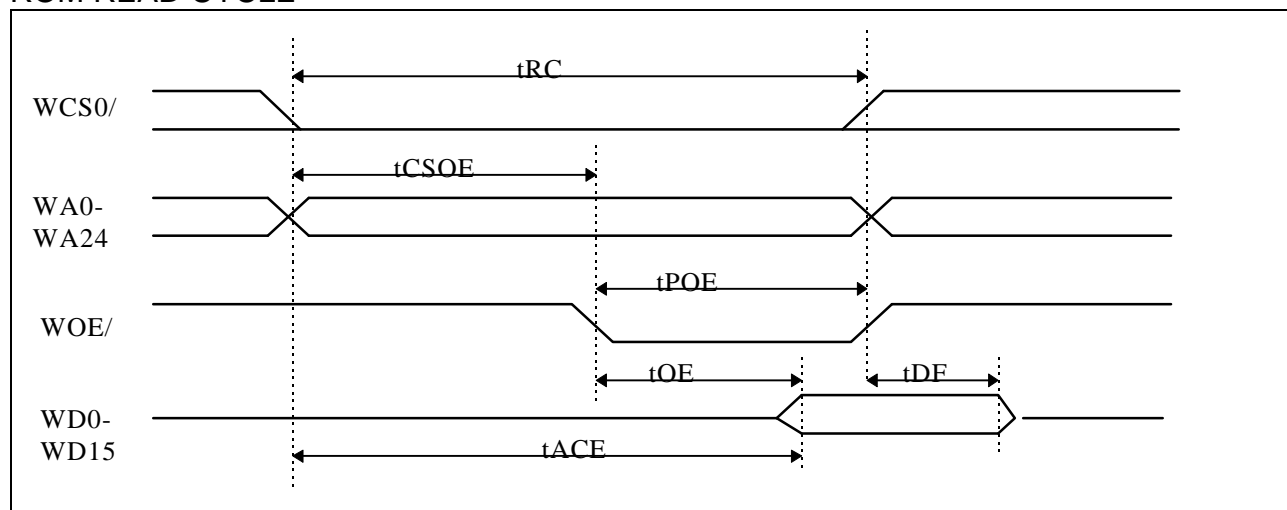 ROM READ CYCLE
tRC
WCS0/
tCSOE
WA0-
WA24
tPOE
WOE/
tOE
tDF
WD0-
WD15
tACE